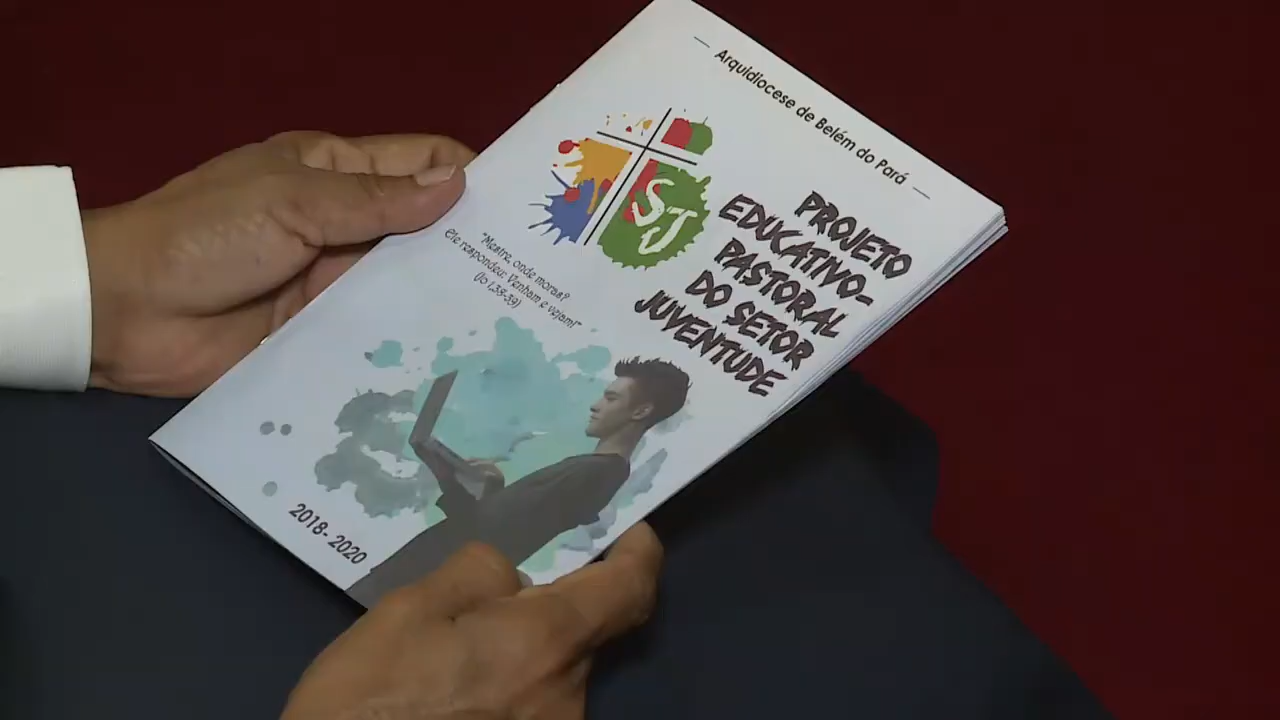 Arquidiocese de Belém do Pará
SJ
PROJETO
EDUCATIVO-
PASTORAL
DO SETOR
JUVENTUDE
"Mestre, onde moras?
Ele respondeu: Venham e vejam!"
(Jo 1,38-39)
2018-2020